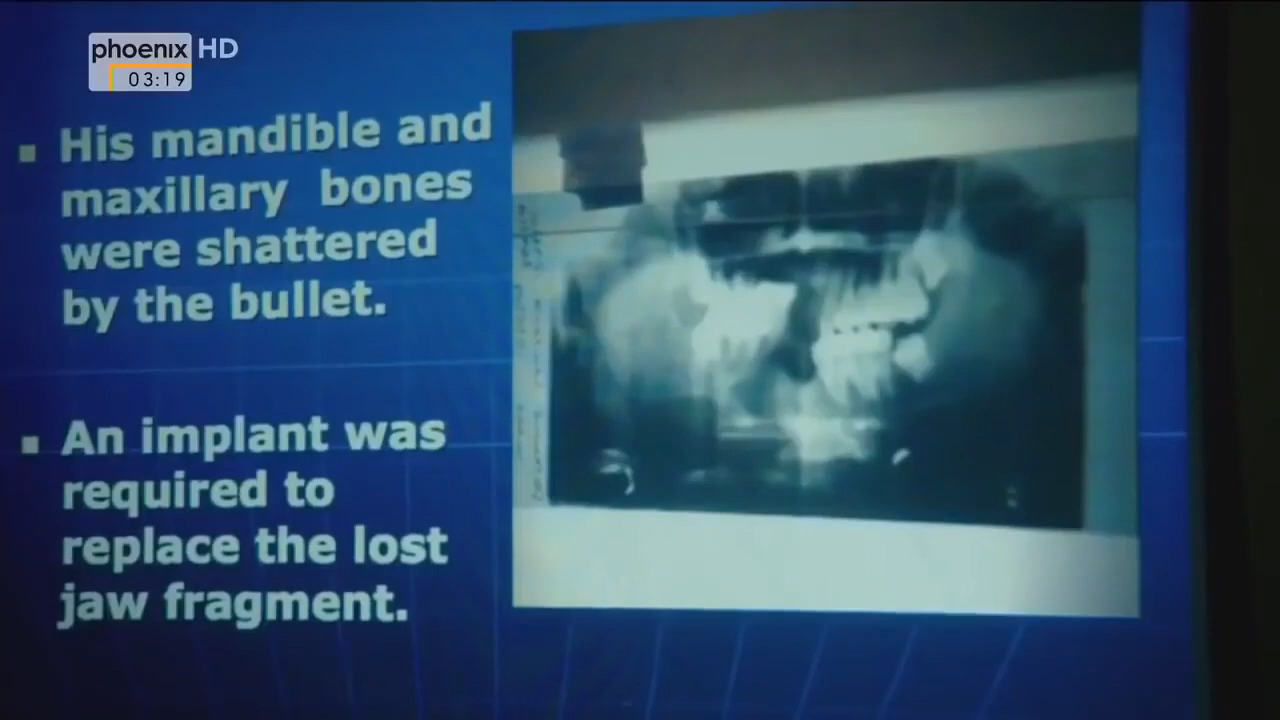 phoenix HD
03:19
His mandible and
maxillary bones
were shattered
by the bullet.
An implant was
required to
replace the lost
jaw fragment.